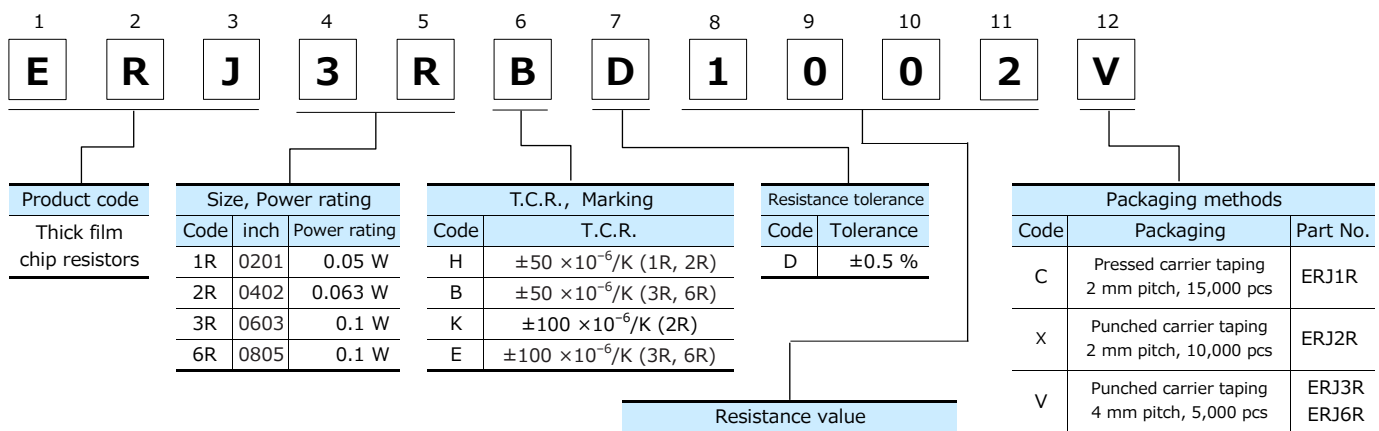 1 2 3 4 5 6 7 8 9 10 11 12
E R J 3 R B D 1 0 0 2 V
Product code
Thick film
chip resistors
Size, Power rating
Code inch Power rating
1R 0201 0.05 W
2R 0402 0.063 W
3R 0603 0.1 W
6R 0805 0.1 W
T.C.R., Marking
Code T.C.R.
H ±50 ×10⁻⁶/K (1R, 2R)
B ±50 ×10⁻⁶/K (3R, 6R)
K ±100 ×10⁻⁶/K (2R)
E ±100 ×10⁻⁶/K (3R, 6R)
Resistance tolerance
Code Tolerance
D ±0.5 %
Packaging methods
Code Packaging Part No.
C Pressed carrier taping
2 mm pitch, 15,000 pcs ERJ1R
X Punched carrier taping
2 mm pitch, 10,000 pcs ERJ2R
V Punched carrier taping ERJ3R
4 mm pitch, 5,000 pcs ERJ6R
Resistance value